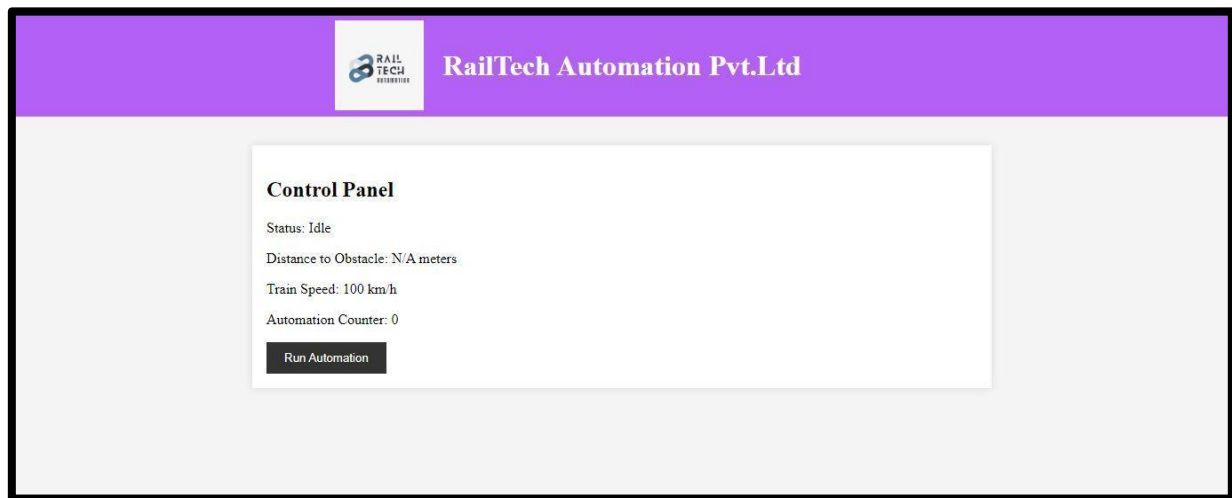 RAIL
TECH
AUTOMATION
RailTech Automation Pvt.Ltd
Control Panel
Status: Idle
Distance to Obstacle: N/A meters
Train Speed: 100 km/h
Automation Counter: 0
Run Automation